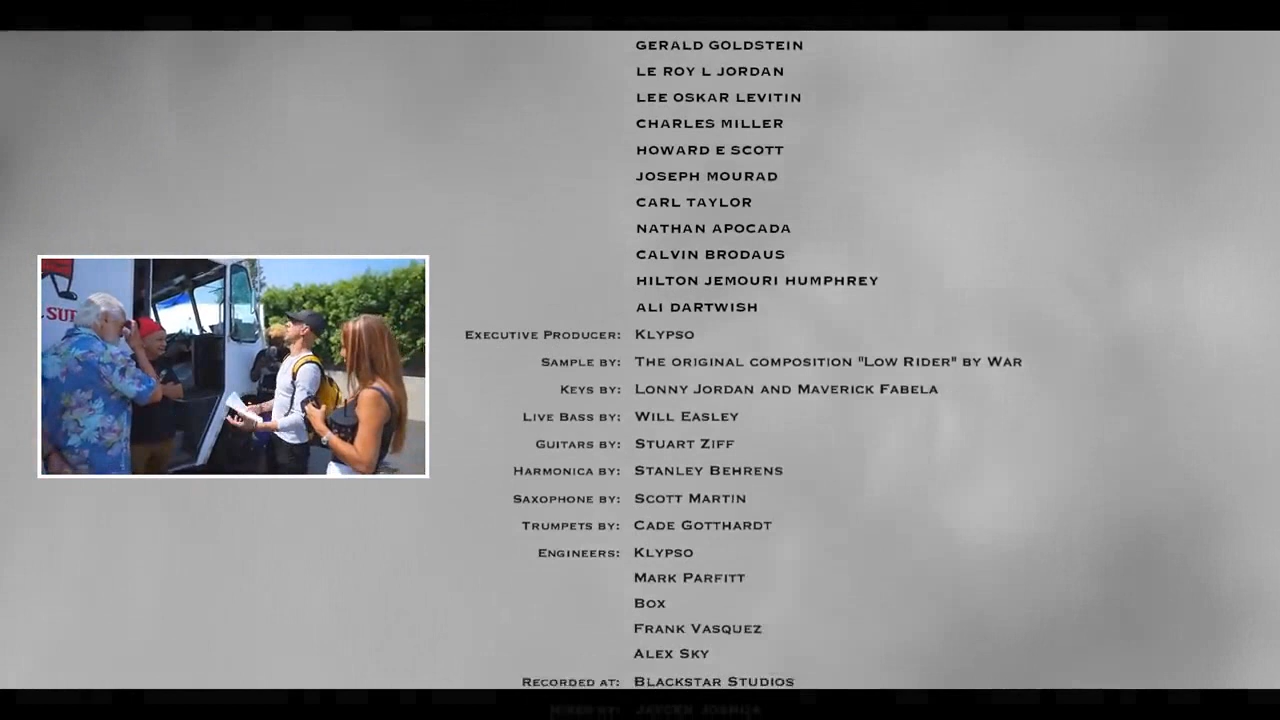 GERALD GOLDSTEIN
LE ROY L JORDAN
LEE OSKAR LEVITIN
CHARLES MILLER
HOWARD E SCOTT
JOSEPH MOURAD
CARL TAYLOR
NATHAN APOCADA
CALVIN BRODAUS
HILTON JEMOURI HUMPHREY
ALI DARTWISH
EXECUTIVE PRODUCER: KLYPSO
SAMPLE BY: THE ORIGINAL COMPOSITION "LOW RIDER" BY WAR
KEYS BY: LONNY JORDAN AND MAVERICK FABELA
LIVE BASS BY: WILL EASLEY
GUITARS BY: STUART ZIFF
HARMONICA BY: STANLEY BEHRENS
SAXOPHONE BY: SCOTT MARTIN
TRUMPETS BY: CADE GOTTHARDT
ENGINEERS: KLYPSO
MARK PARFITT
BOX
FRANK VASQUEZ
ALEX SKY
RECORDED AT: BLACKSTAR STUDIOS
MIXED BY: JAYCEN JOSHUA